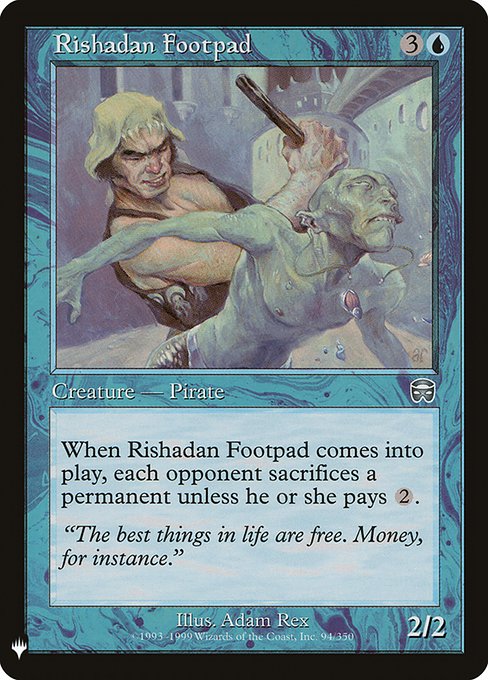 Rishadan Footpad 3
Creature — Pirate
When Rishadan Footpad comes into
play, each opponent sacrifices a
permanent unless he or she pays 2.
“The best things in life are free. Money,
for instance.”
Illus. Adam Rex
©1993-1999 Wizards of the Coast, Inc. 94/350
2/2